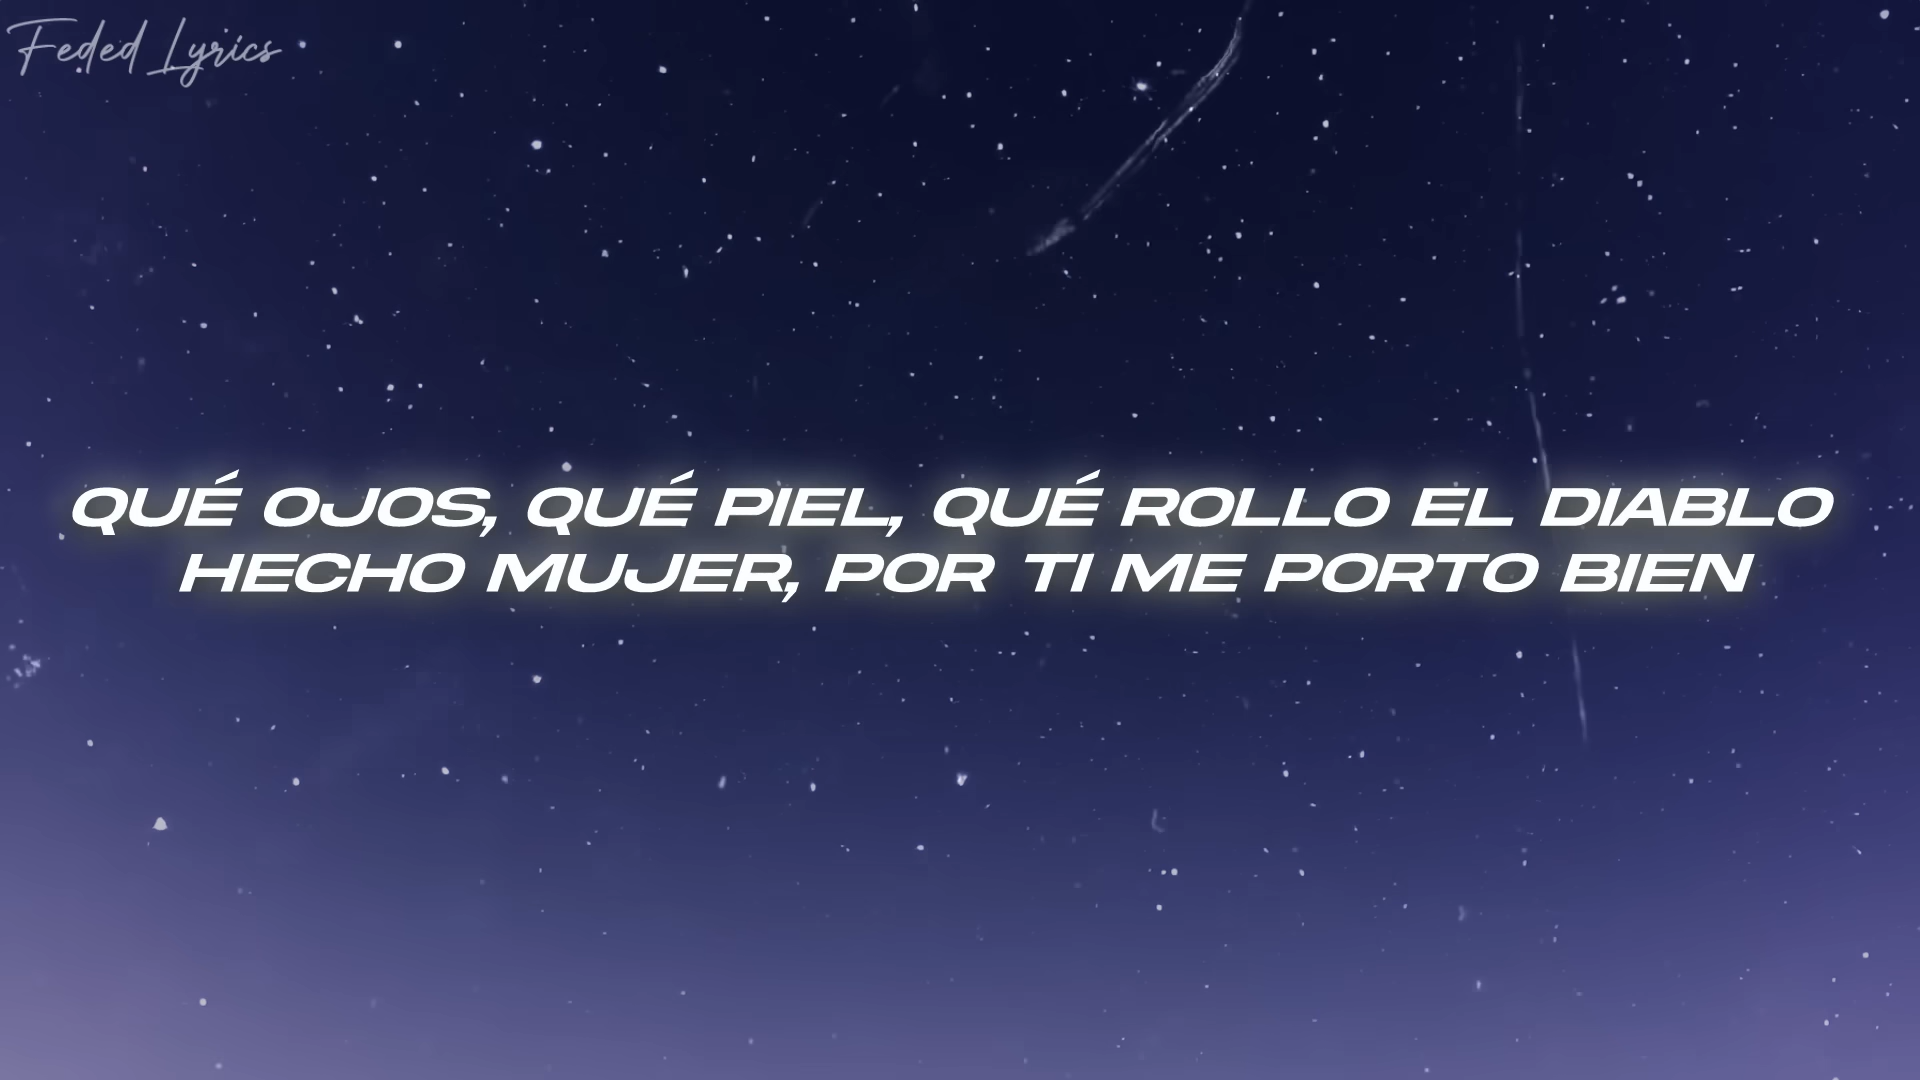 Feded Lyrics
QUÉ OJOS, QUÉ PIEL, QUÉ ROLLO EL DIABLO
HECHO MUJER, POR TI ME PORTO BIEN